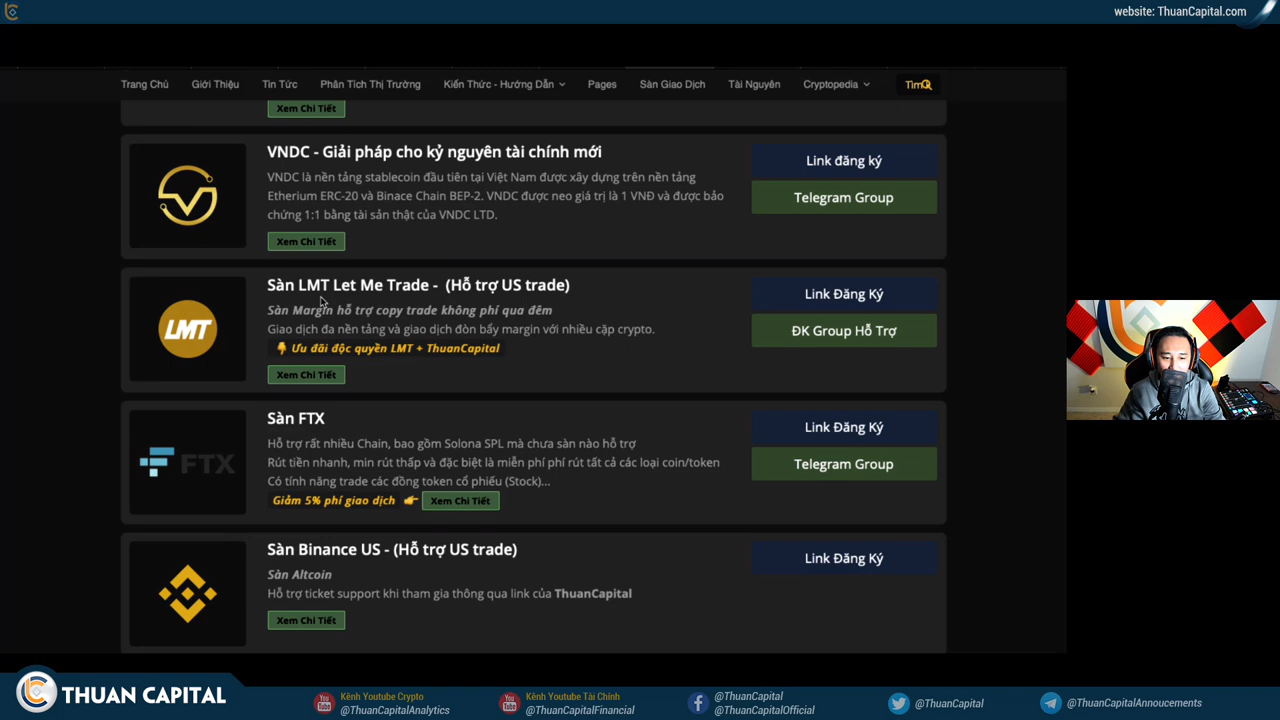 website: ThuanCapital.com
Trang Chủ Giới Thiệu Tin Tức Phân Tích Thị Trường Kiến Thức - Hướng Dẫn Pages Sàn Giao Dịch Tài Nguyên Cryptopedia Tìm
Xem Chi Tiết
VNDC - Giải pháp cho kỷ nguyên tài chính mới
VNDC là nền tảng stablecoin đầu tiên tại Việt Nam được xây dựng trên nền tảng
Etherium ERC-20 và Binace Chain BEP-2. VNDC được neo giá trị là 1 VNĐ và được bảo
chứng 1:1 bằng tài sản thật của VNDC LTD.
Xem Chi Tiết
Link đăng ký
Telegram Group
LMT
Sàn LMT Let Me Trade - (Hỗ trợ US trade)
Sàn Margin hỗ trợ copy trade không phí qua đêm
Giao dịch đa nền tảng và giao dịch đòn bẩy margin với nhiều cặp crypto.
Ưu đãi độc quyền LMT + ThuanCapital
Xem Chi Tiết
Link Đăng Ký
ĐK Group Hỗ Trợ
FTX
Sàn FTX
Hỗ trợ rất nhiều Chain, bao gồm Solona SPL mà chưa sàn nào hỗ trợ
Rút tiền nhanh, min rút thấp và đặc biệt là miễn phí phí rút tất cả các loại coin/token
Có tính năng trade các đồng token cổ phiếu (Stock)...
Giảm 5% phí giao dịch Xem Chi Tiết
Link Đăng Ký
Telegram Group
Sàn Binance US - (Hỗ trợ US trade)
Sàn Altcoin
Hỗ trợ ticket support khi tham gia thông qua link của ThuanCapital
Xem Chi Tiết
Link Đăng Ký
THUAN CAPITAL
Kênh Youtube Crypto
@ThuanCapitalAnalytics
Kênh Youtube Tài Chính
@ThuanCapitalFinancial
@ThuanCapital
@ThuanCapitalOfficial
@ThuanCapital
@ThuanCapitalAnnoucements